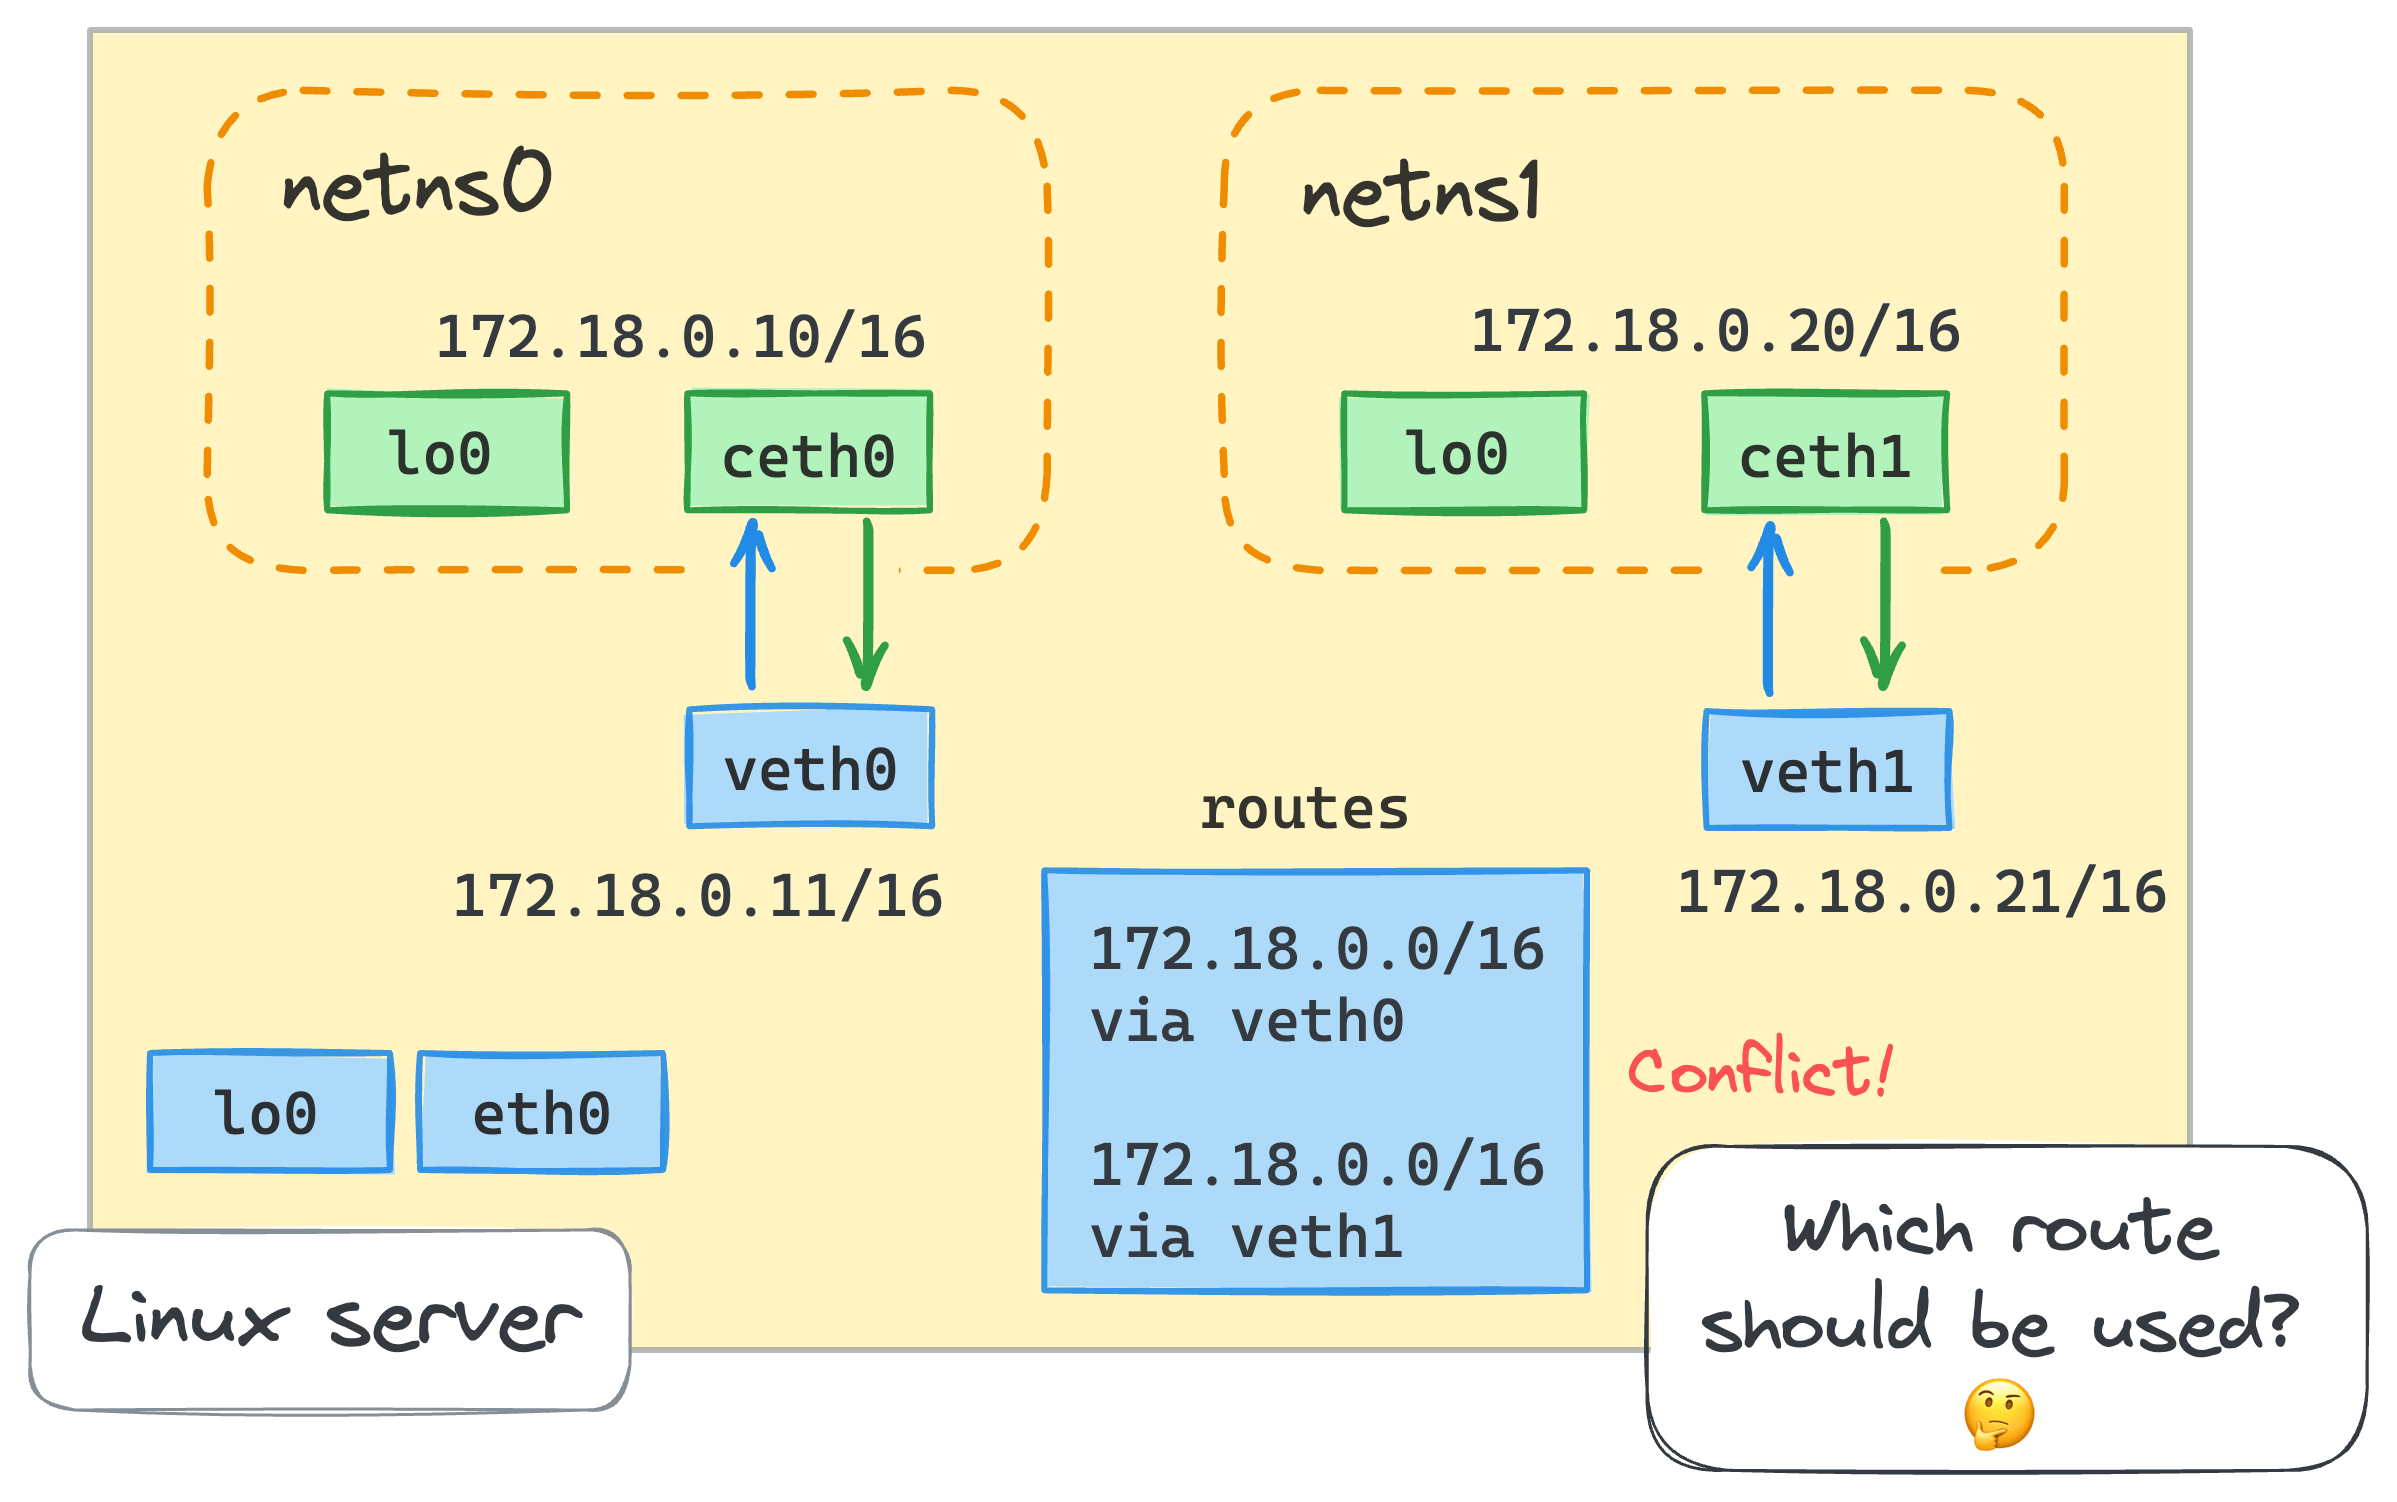 netns0
172.18.0.10/16
lo0
ceth0
veth0
172.18.0.11/16
netns1
172.18.0.20/16
lo0
ceth1
veth1
172.18.0.21/16
routes
172.18.0.0/16
via veth0
172.18.0.0/16
via veth1
Conflict!
lo0
eth0
Linux server
Which route
should be used?
🤔